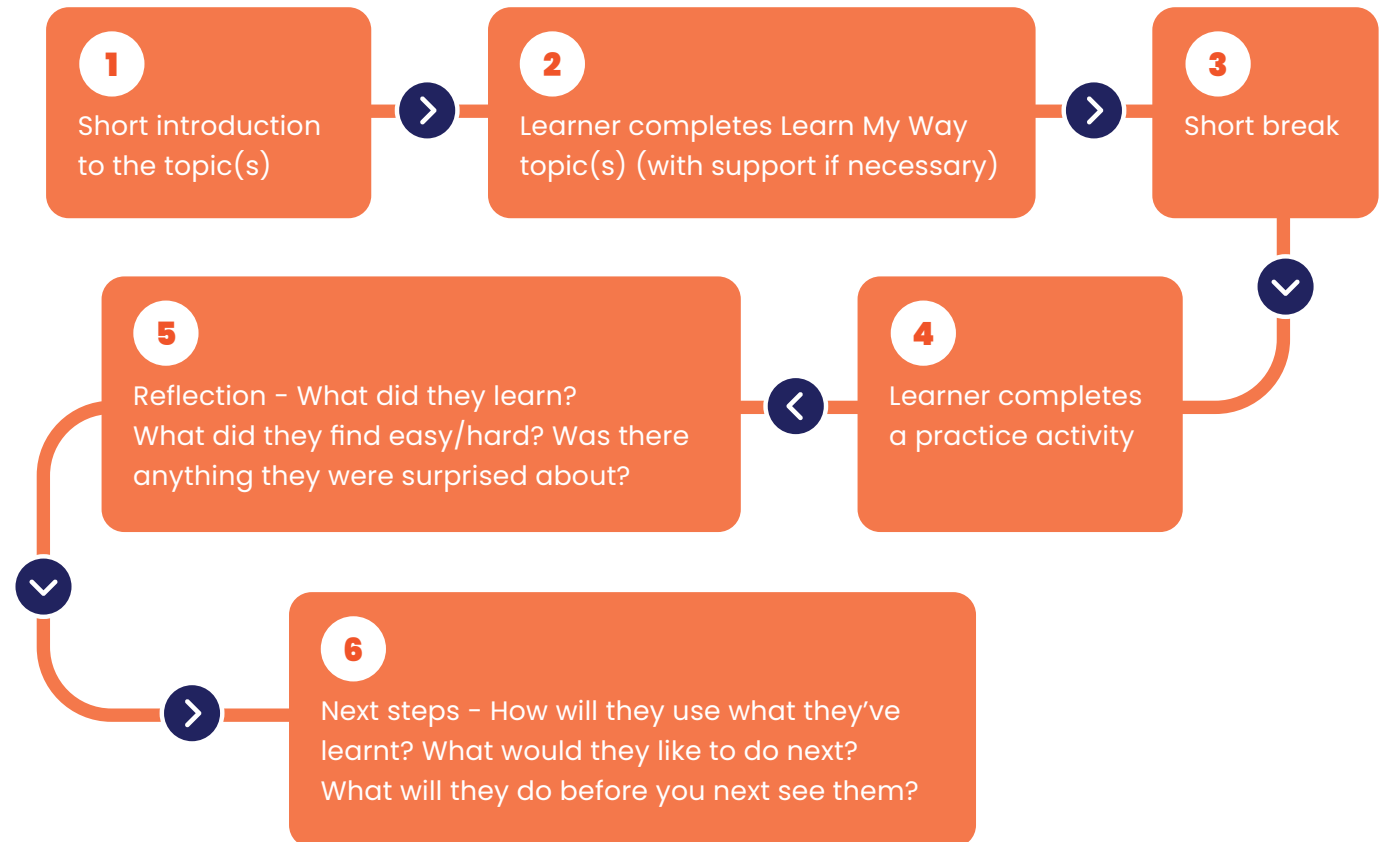 1
Short introduction
to the topic(s)
2
Learner completes Learn My Way
topic(s) (with support if necessary)
3
Short break
4
Learner completes
a practice activity
5
Reflection - What did they learn?
What did they find easy/hard? Was there
anything they were surprised about?
6
Next steps - How will they use what they’ve
learnt? What would they like to do next?
What will they do before you next see them?